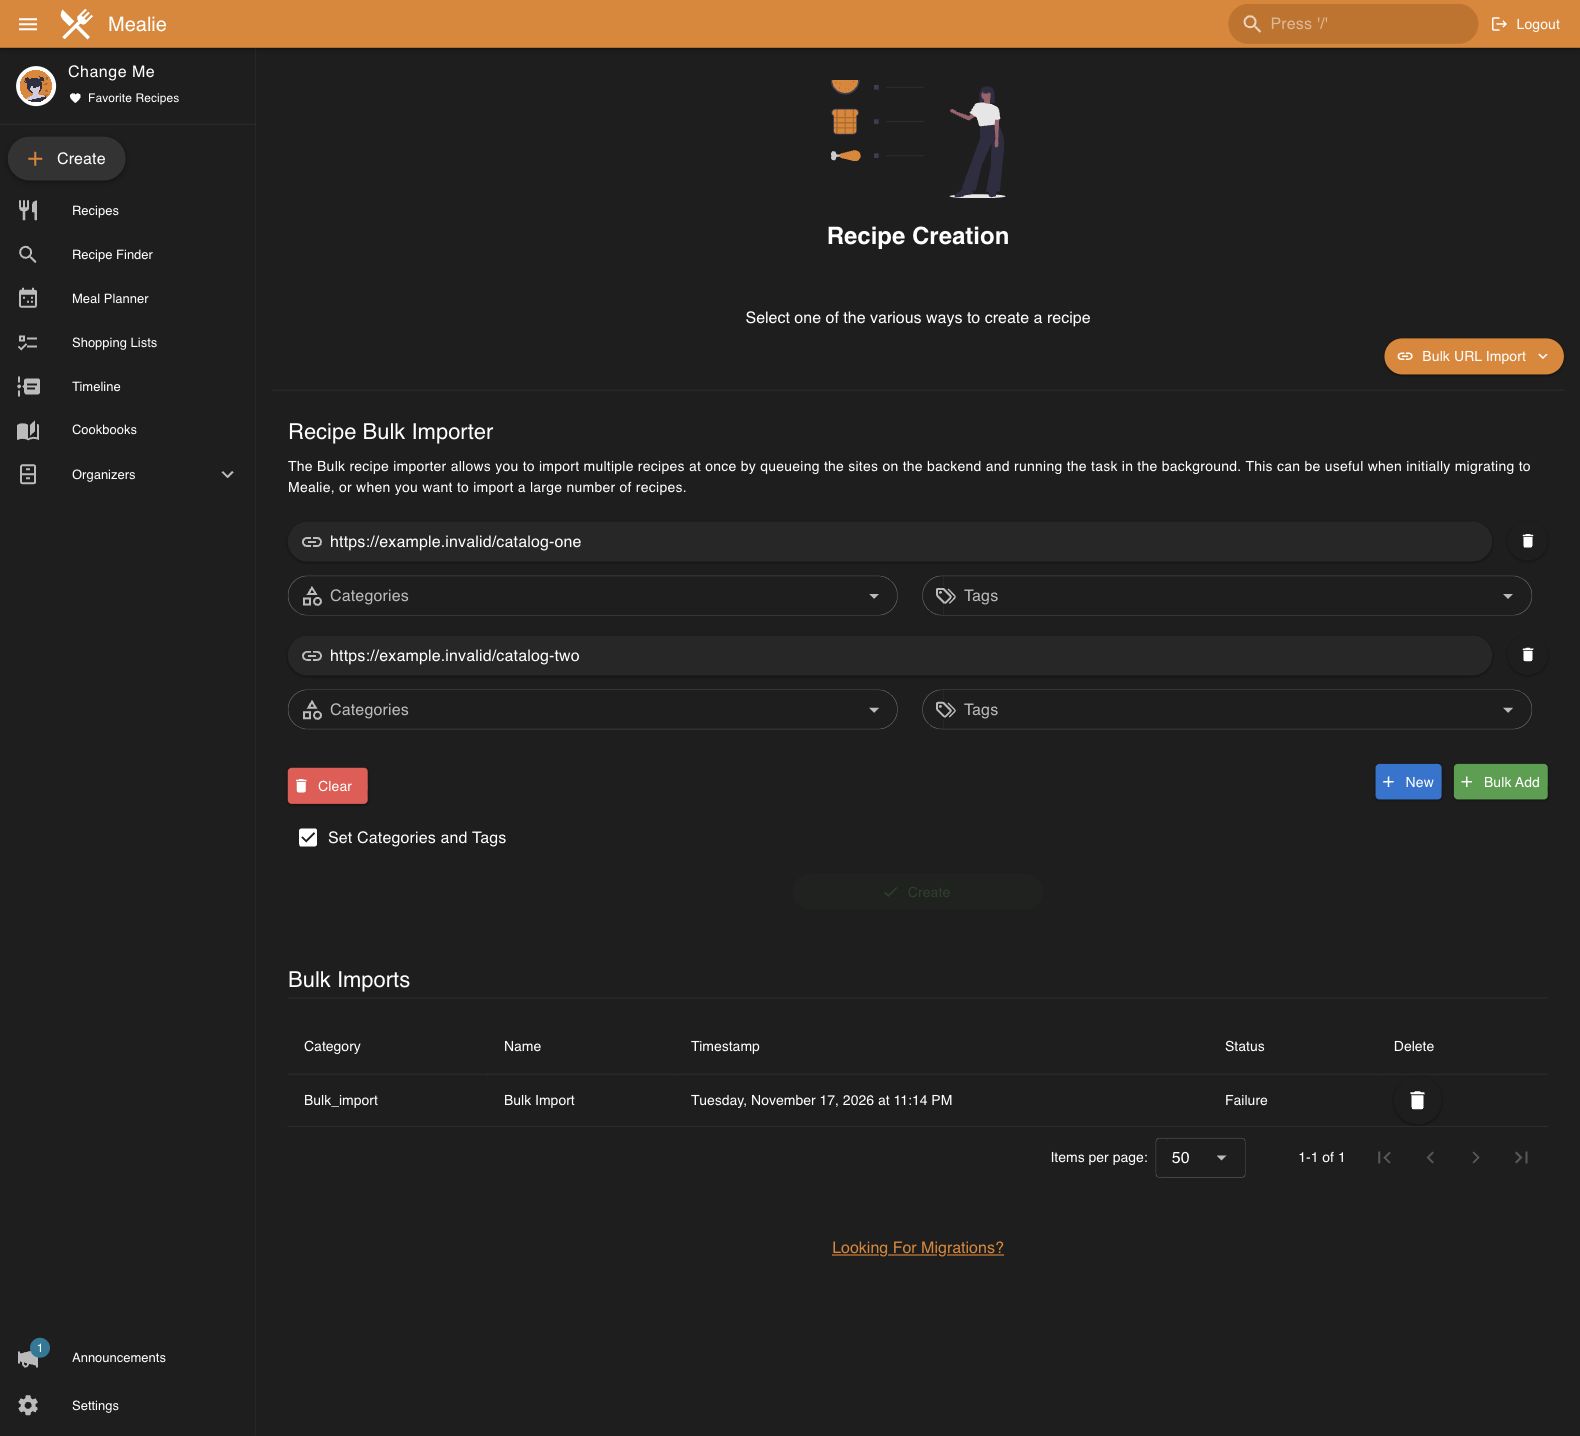 Mealie
Press '/'
Logout
Change Me
Favorite Recipes
Create
Recipes
Recipe Finder
Meal Planner
Shopping Lists
Timeline
Cookbooks
Organizers
Recipe Creation
Select one of the various ways to create a recipe
Bulk URL Import
Recipe Bulk Importer
The Bulk recipe importer allows you to import multiple recipes at once by queueing the sites on the backend and running the task in the background. This can be useful when initially migrating to
Mealie, or when you want to import a large number of recipes.
https://example.invalid/catalog-one
Categories
Tags
https://example.invalid/catalog-two
Categories
Tags
Clear
New
Bulk Add
Set Categories and Tags
Create
Bulk Imports
Category Name Timestamp Status Delete
Bulk_import Bulk Import Tuesday, November 17, 2026 at 11:14 PM Failure
Items per page: 50 1-1 of 1
Looking For Migrations?
1
Announcements
Settings